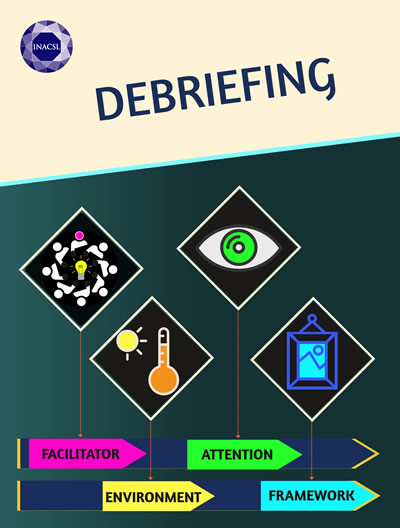 INACSL
DEBRIEFING
FACILITATOR
ATTENTION
ENVIRONMENT
FRAMEWORK